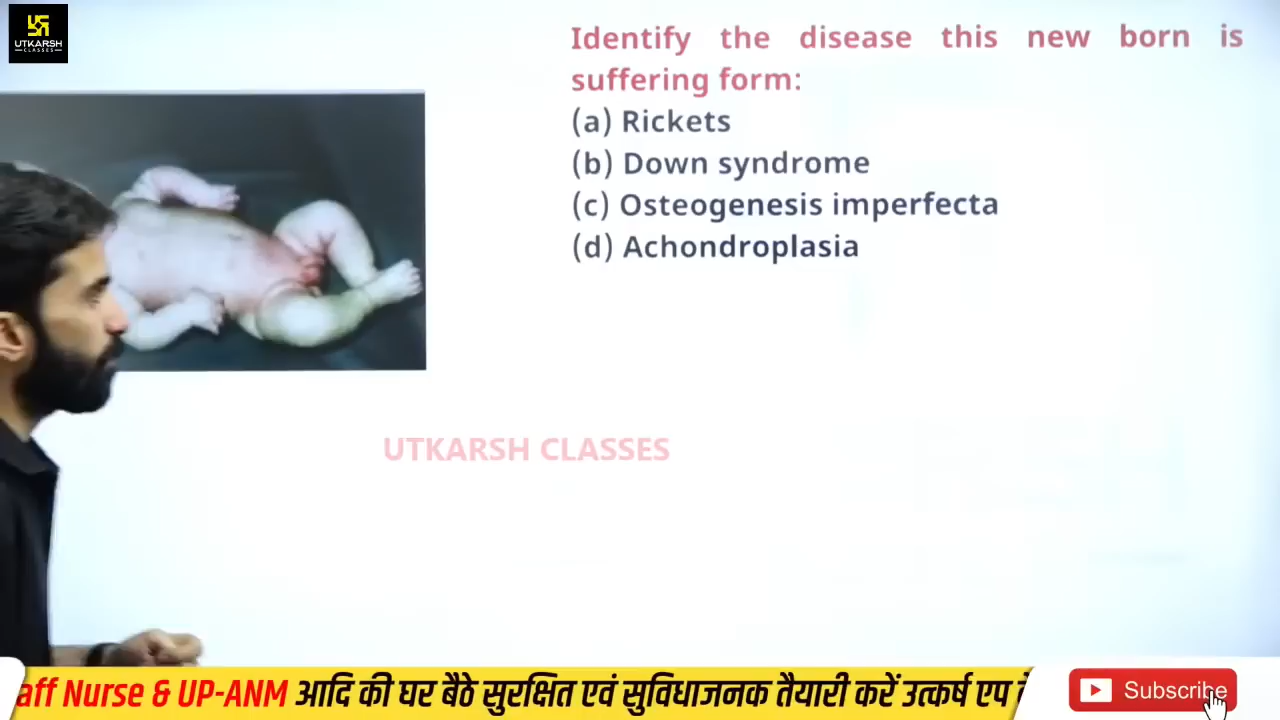 UTKARSH
CLASSES
Identify the disease this new born is
suffering form:
(a) Rickets
(b) Down syndrome
(c) Osteogenesis imperfecta
(d) Achondroplasia
UTKARSH CLASSES
aff Nurse & UP-ANM आदि की घर बैठे सुरक्षित एवं सुविधाजनक तैयारी करें उत्कर्ष एप
Subscribe